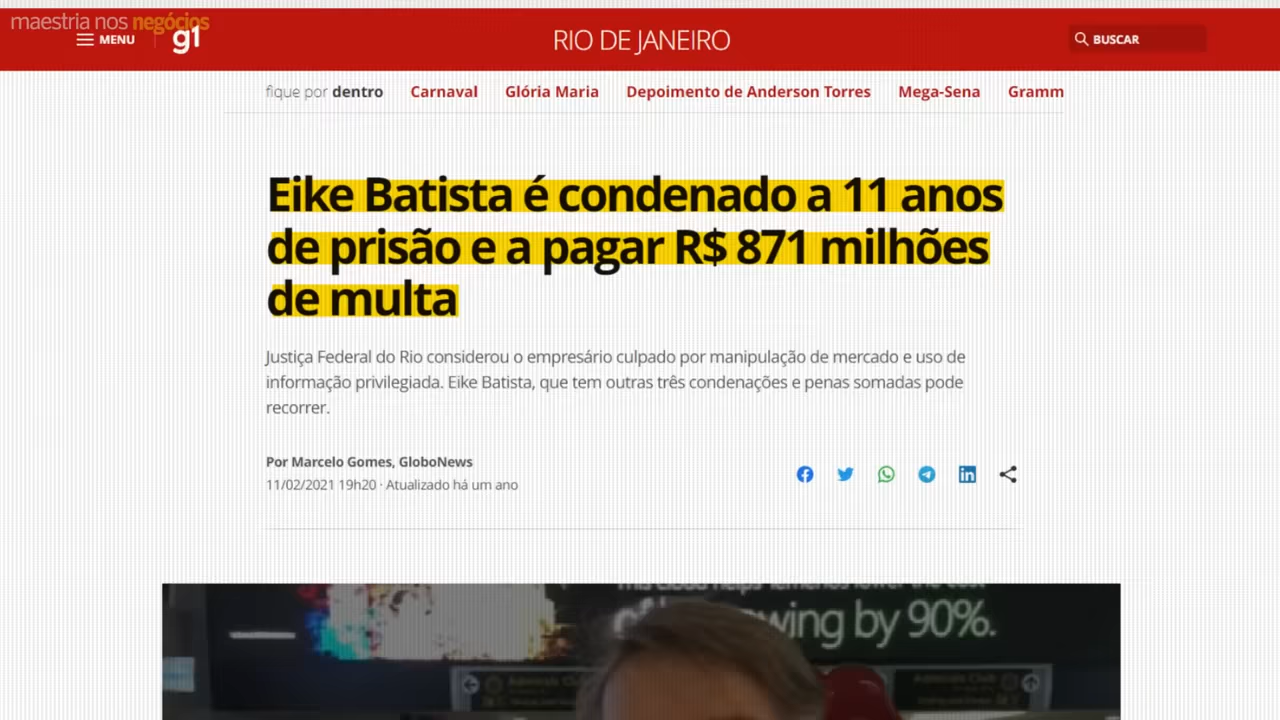 maestria nos negócios
MENU
g1
RIO DE JANEIRO
BUSCAR
fique por dentro Carnaval Glória Maria Depoimento de Anderson Torres Mega-Sena Gramm
Eike Batista é condenado a 11 anos
de prisão e a pagar R$ 871 milhões
de multa
Justiça Federal do Rio considerou o empresário culpado por manipulação de mercado e uso de
informação privilegiada. Eike Batista, que tem outras três condenações e penas somadas pode
recorrer.
Por Marcelo Gomes, GloboNews
11/02/2021 19h20 · Atualizado há um ano
wing by 90%.